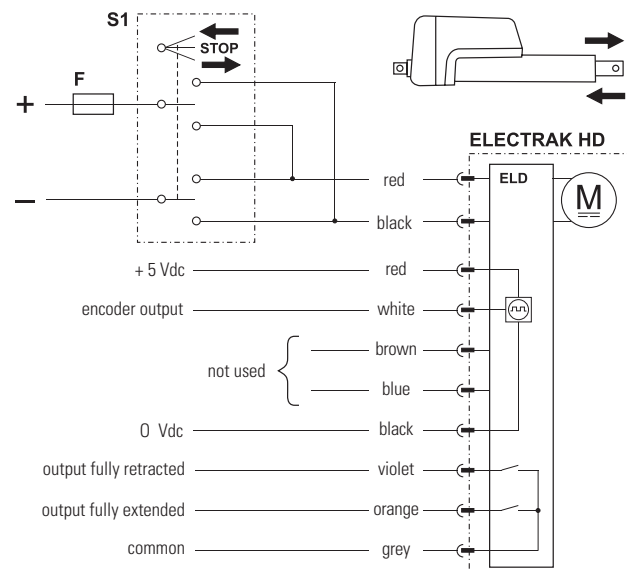 S1
STOP
F
+
−
ELECTRAK HD
red
ELD
M
black
+ 5 Vdc red
encoder output white
brown
not used
blue
0 Vdc black
output fully retracted violet
output fully extended orange
common grey